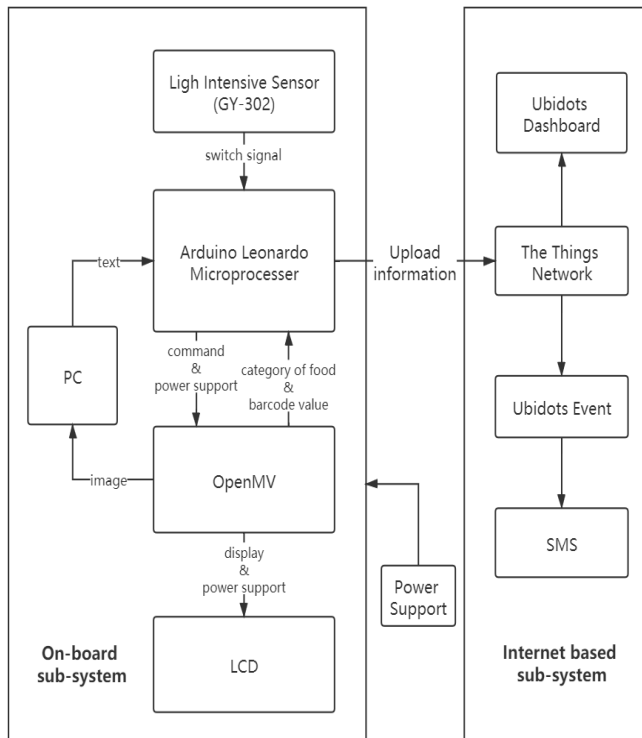 Ligh Intensive Sensor
(GY-302)
switch signal
Arduino Leonardo
Microprocesser
text
PC
command
&
power support
category of food
&
barcode value
image
OpenMV
display
&
power support
LCD
On-board
sub-system
Upload
information
Power
Support
Ubidots
Dashboard
The Things
Network
Ubidots Event
SMS
Internet based
sub-system